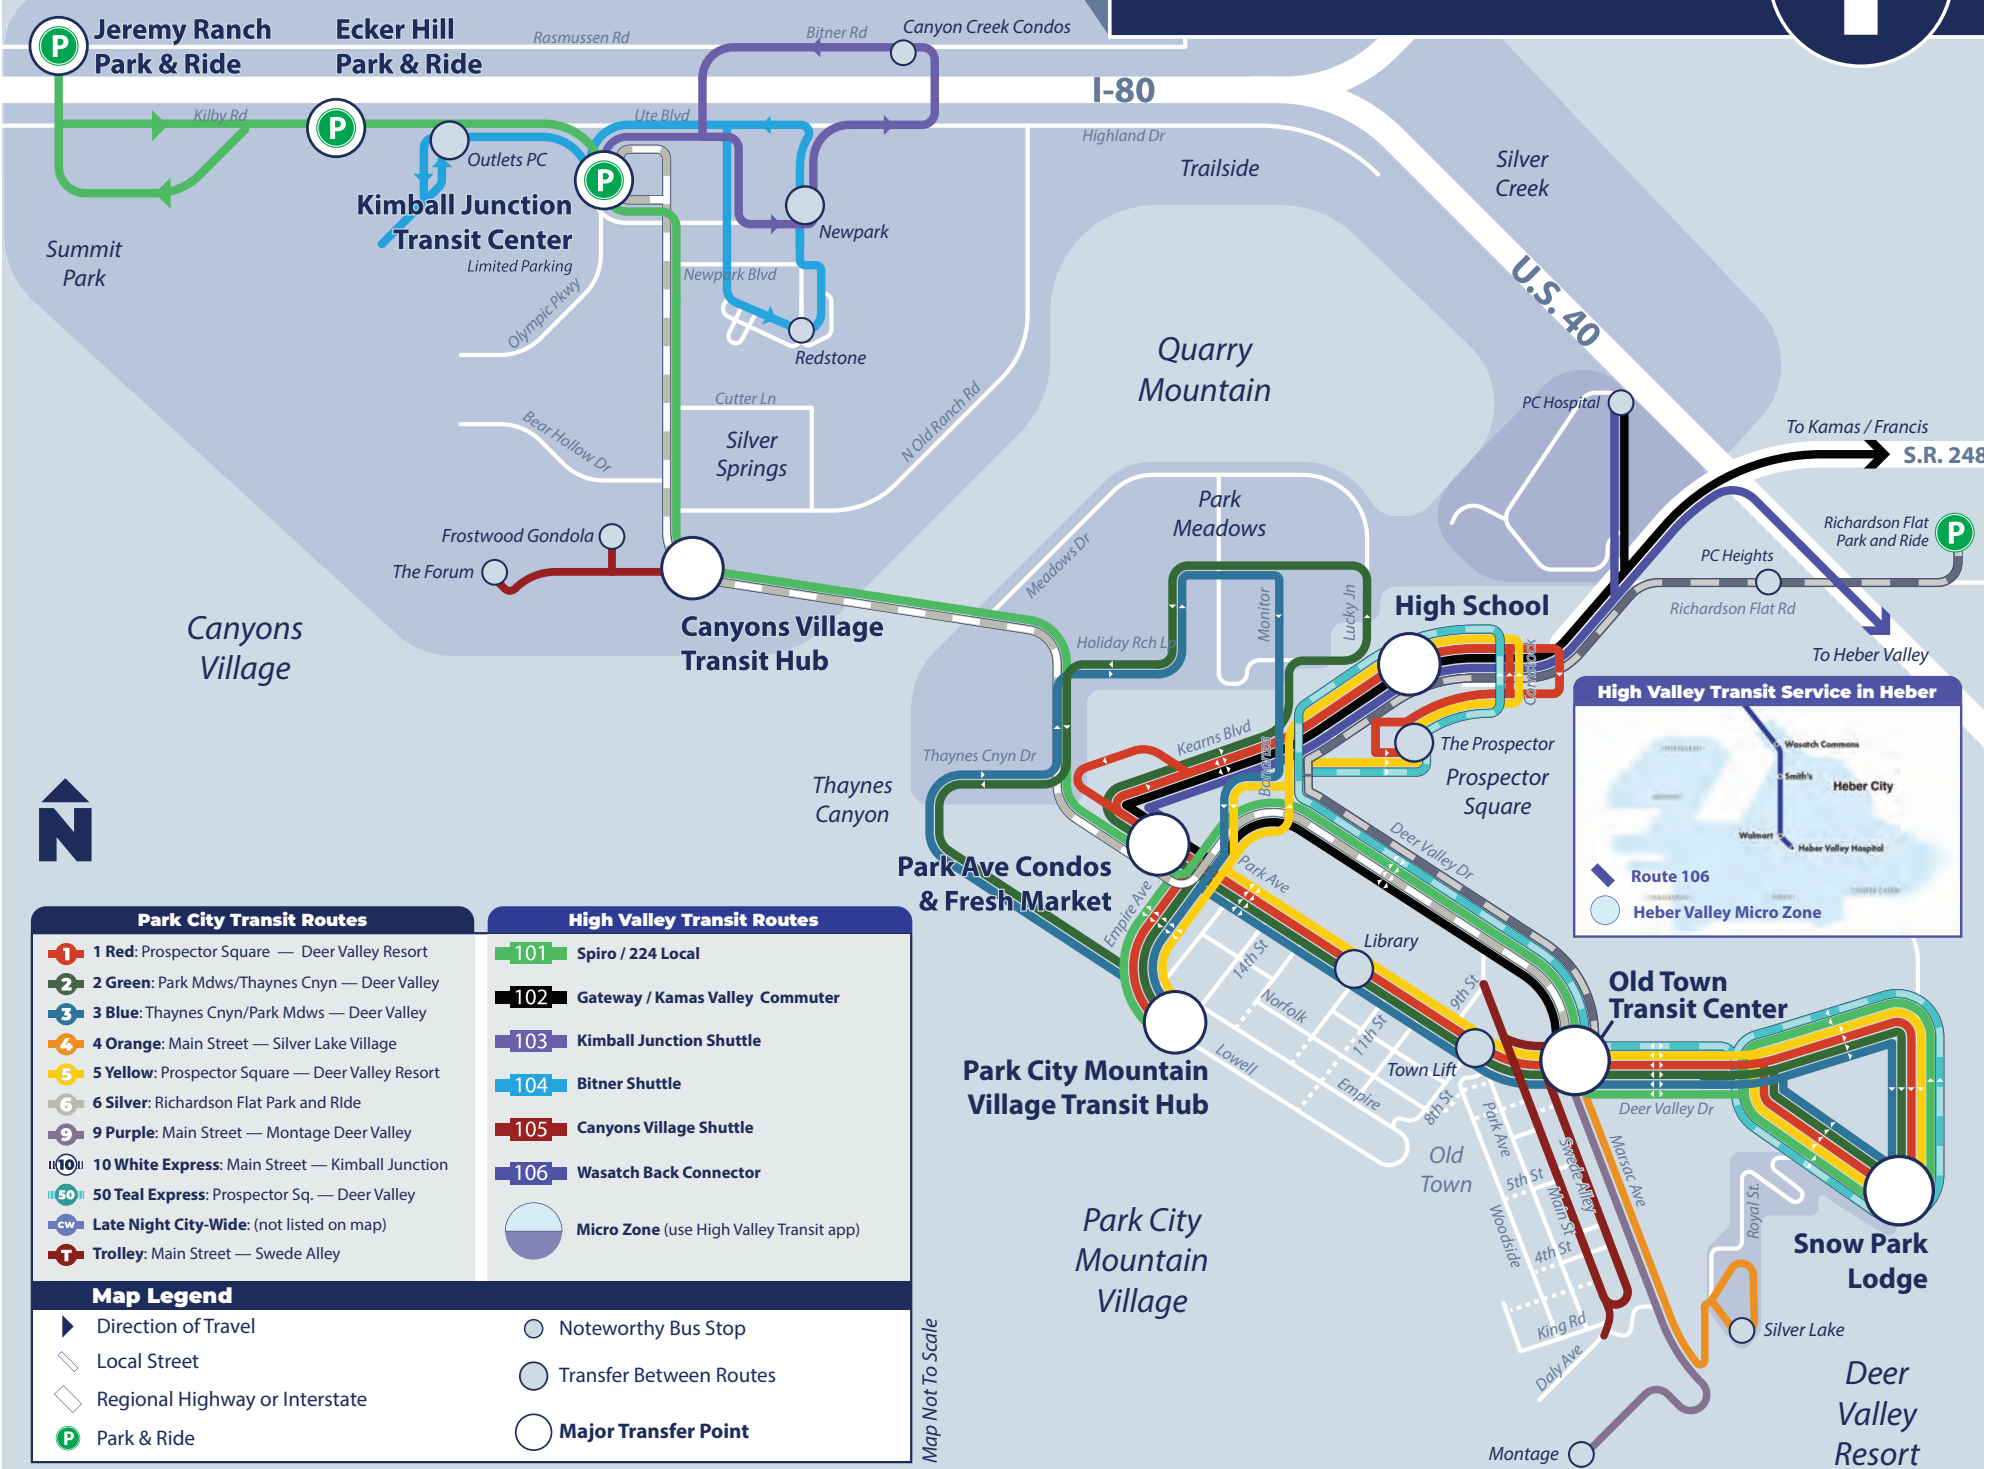 Jeremy Ranch
Park & Ride
Ecker Hill
Park & Ride
Rasmussen Rd
Bitner Rd
Canyon Creek Condos
I-80
Kilby Rd
Ute Blvd
Highland Dr
Outlets PC
Trailside
Silver
Creek
Kimball Junction
Transit Center
Limited Parking
Newpark
Summit
Park
Newpark Blvd
Olympic Pkwy
U.S. 40
Redstone
Quarry
Mountain
Cutter Ln
N Old Ranch Rd
PC Hospital
Bear Hollow Dr
Silver
Springs
To Kamas / Francis
S.R. 248
Park
Meadows
Richardson Flat
Park and Ride
Frostwood Gondola
The Forum
Meadows Dr
PC Heights
Richardson Flat Rd
Canyons
Village
Canyons Village
Transit Hub
High School
Monitor
Lucky Jn
Holiday Rch Lp
Comstock
To Heber Valley
High Valley Transit Service in Heber
Wasatch Commons
Smith's
Heber City
Walmart
Heber Valley Hospital
Route 106
Heber Valley Micro Zone
Kearns Blvd
The Prospector
Prospector
Square
Thaynes Cnyn Dr
Bonanza
Thaynes
Canyon
Deer Valley Dr
Park Ave Condos
& Fresh Market
Park Ave
Empire Ave
Library
14th St
9th St
Norfolk
11th St
Old Town
Transit Center
Lowell
Empire
Town Lift
8th St
Park City Mountain
Village Transit Hub
Deer Valley Dr
Park Ave
Old
Town
5th St
Swede Alley
Marsac Ave
Main St
Woodside
4th St
Royal St.
Park City
Mountain
Village
Snow Park
Lodge
King Rd
Daly Ave
Silver Lake
Deer
Valley
Resort
Montage
N
Park City Transit Routes
1 1 Red: Prospector Square — Deer Valley Resort
2 2 Green: Park Mdws/Thaynes Cnyn — Deer Valley
3 3 Blue: Thaynes Cnyn/Park Mdws — Deer Valley
4 4 Orange: Main Street — Silver Lake Village
5 5 Yellow: Prospector Square — Deer Valley Resort
6 6 Silver: Richardson Flat Park and RIde
9 9 Purple: Main Street — Montage Deer Valley
10 10 White Express: Main Street — Kimball Junction
50 50 Teal Express: Prospector Sq. — Deer Valley
CW Late Night City-Wide: (not listed on map)
T Trolley: Main Street — Swede Alley
High Valley Transit Routes
101 Spiro / 224 Local
102 Gateway / Kamas Valley Commuter
103 Kimball Junction Shuttle
104 Bitner Shuttle
105 Canyons Village Shuttle
106 Wasatch Back Connector
Micro Zone (use High Valley Transit app)
Map Legend
Direction of Travel
Local Street
Regional Highway or Interstate
P Park & Ride
Noteworthy Bus Stop
Transfer Between Routes
Major Transfer Point
Map Not To Scale
P
P
P
P